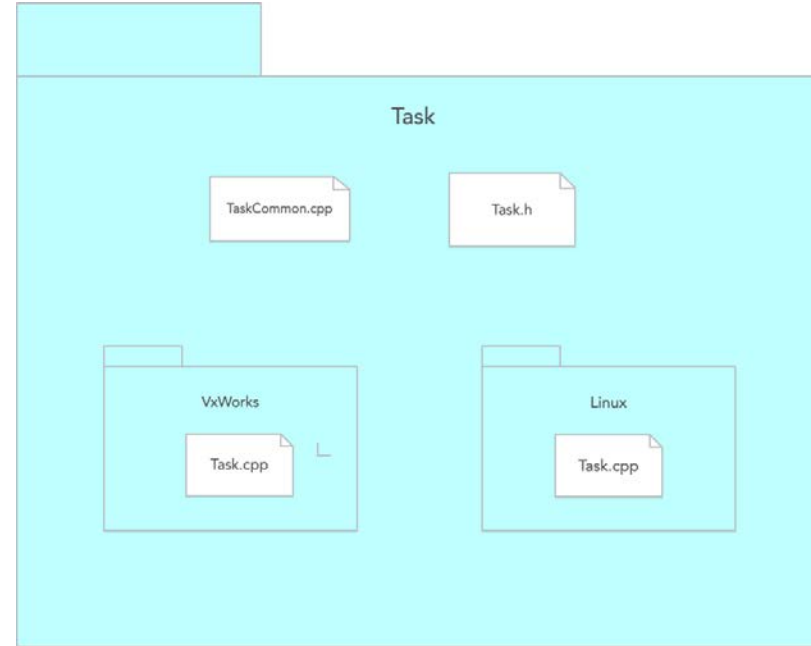 Task
TaskCommon.cpp
Task.h
VxWorks
Task.cpp
Linux
Task.cpp